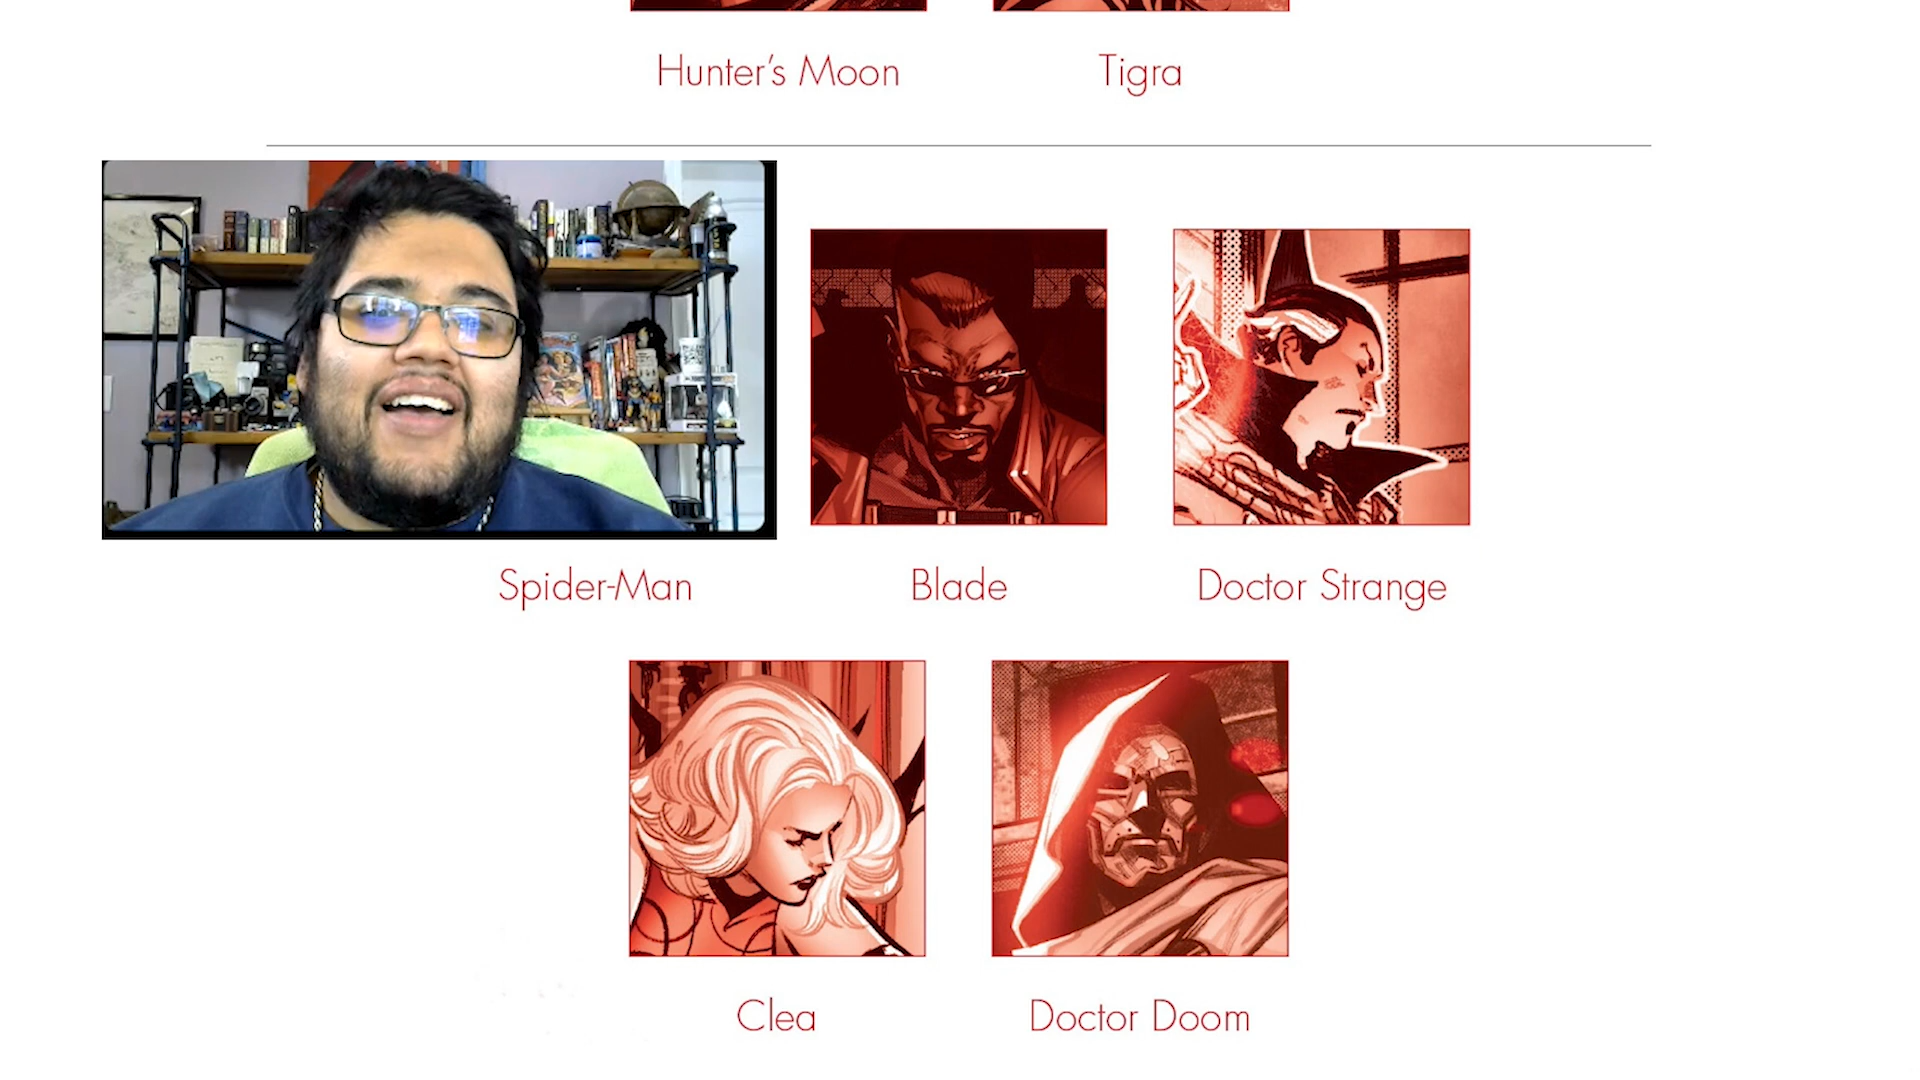 Hunter's Moon
Tigra
Spider-Man
Blade
Doctor Strange
Clea
Doctor Doom